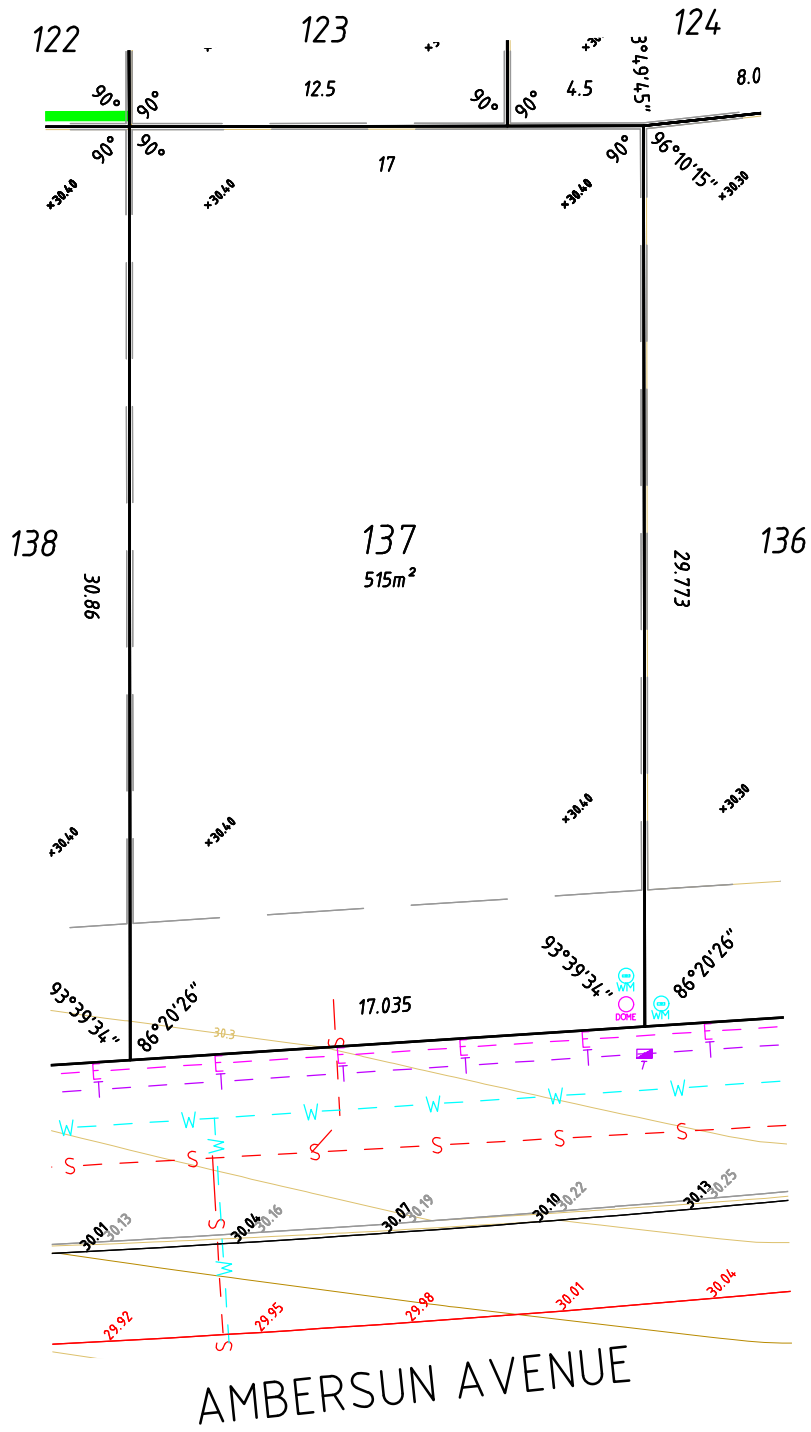 122
123
124
12.5
4.5
3°49'45"
8.0
90°
90°
90°
90°
90°
90°
90°
96°10'15"
17
×30.40
×30.40
×30.40
×30.30
138
137
136
515m²
30.86
29.773
×30.40
×30.40
×30.40
×30.30
93°39'34"
86°20'26"
17.035
30.3
93°39'34"
86°20'26"
WM
DOME
WM
S
E
E
E
E
E
E
T
T
T
T
T
T
T
W
W
W
W
W
W
W
S
S
S
S
S
S
S
30.01
30.13
30.04
30.16
30.07
30.19
30.10
30.22
30.13
30.25
W
29.92
29.95
29.98
30.01
30.04
S
AMBERSUN AVENUE